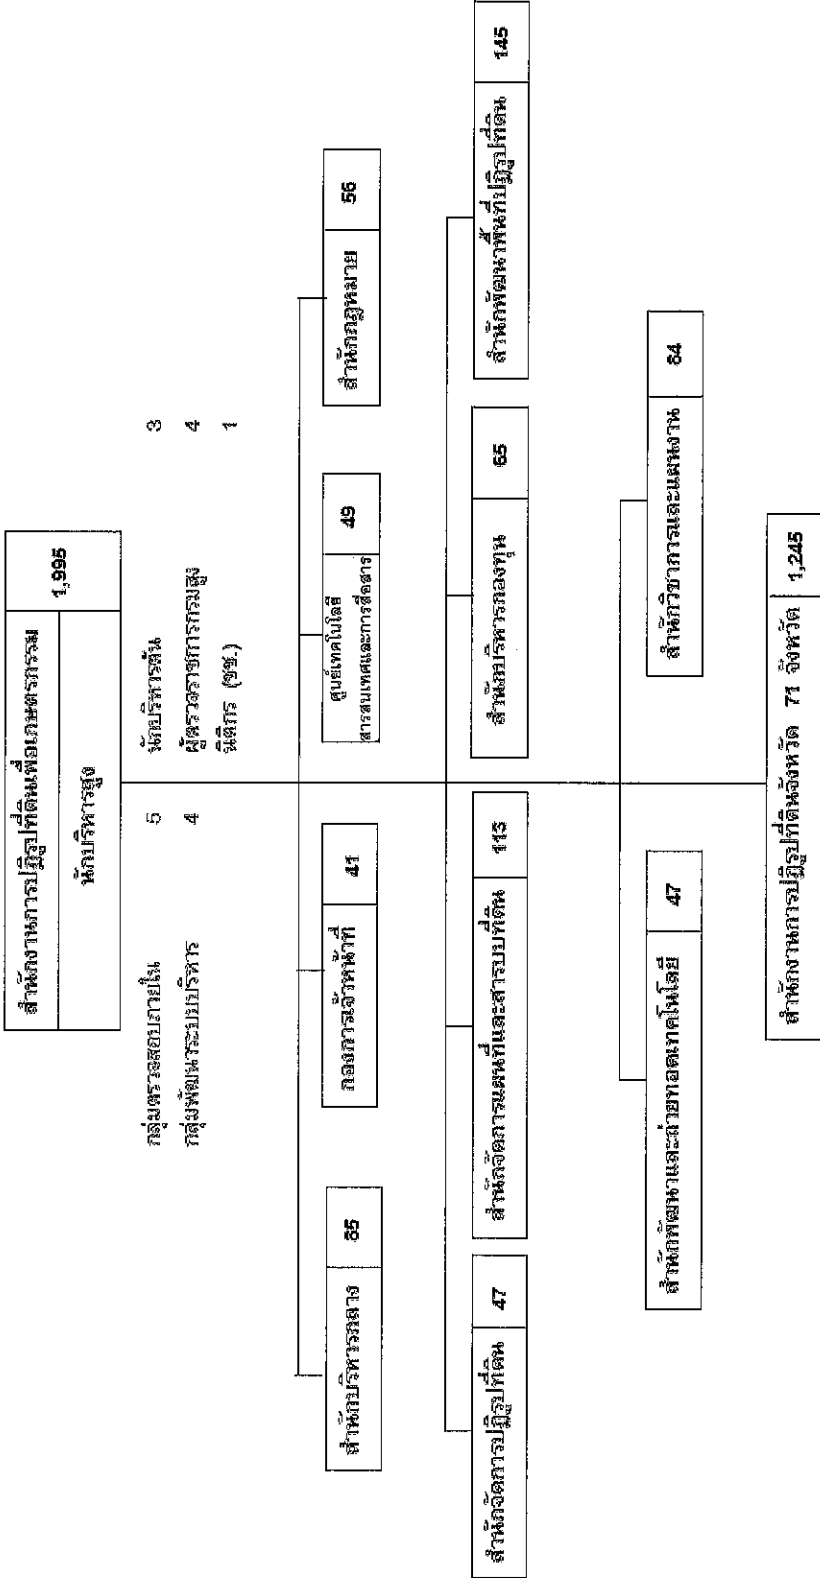 สำนักงานการปฏิรูปที่ดินเพื่อเกษตรกรรม 1,995
นักบริหารสูง
กลุ่มตรวจสอบภายใน 5
กลุ่มพัฒนาระบบบริหาร 4
นักบริหารต้น 3
ผู้ตรวจราชการกรมสูง 4
นิติกร (ชช.) 1
สำนักบริหารกลาง 85
กองการเจ้าหน้าที่ 41
ศูนย์เทคโนโลยี
สารสนเทศและการสื่อสาร 49
สำนักกฎหมาย 56
สำนักจัดการปฏิรูปที่ดิน 47
สำนักจัดการแผนที่และสารบบที่ดิน 113
สำนักบริหารกองทุน 65
สำนักพัฒนาพื้นที่ปฏิรูปที่ดิน 145
สำนักพัฒนาและถ่ายทอดเทคโนโลยี 47
สำนักวิชาการและแผนงาน 84
สำนักงานการปฏิรูปที่ดินจังหวัด 71 จังหวัด 1,245